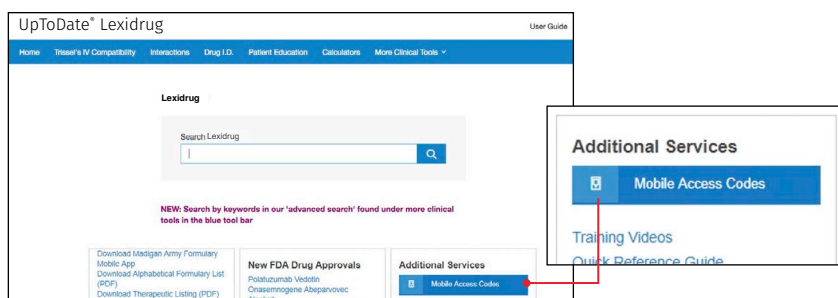 UpToDate® Lexidrug
User Guide
Home Trissel's IV Compatibility Interactions Drug I.D. Patient Education Calculators More Clinical Tools
Lexidrug
Search Lexidrug
NEW: Search by keywords in our 'advanced search' found under more clinical
tools in the blue tool bar
Download Madigan Army Formulary
Mobile App
Download Alphabetical Formulary List
(PDF)
Download Therapeutic Listing (PDF)
New FDA Drug Approvals
Polatuzumab Vedotin
Onasemnogene Abeparvovec
Additional Services
Mobile Access Codes
Additional Services
Mobile Access Codes
Training Videos
Quick Reference Guide